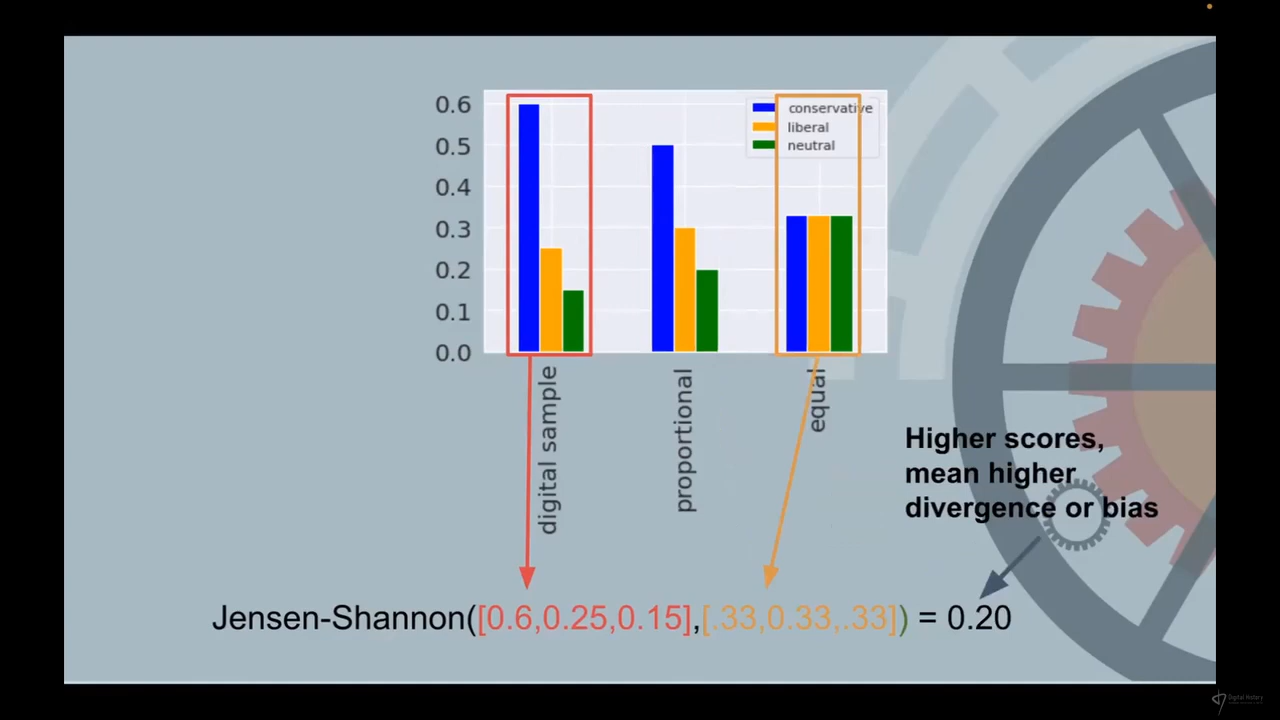 0.6
0.5
0.4
0.3
0.2
0.1
0.0
conservative
liberal
neutral
digital sample
proportional
equal
Higher scores,
mean higher
divergence or bias
Jensen-Shannon([0.6,0.25,0.15],[.33,0.33,.33]) = 0.20
Digital History